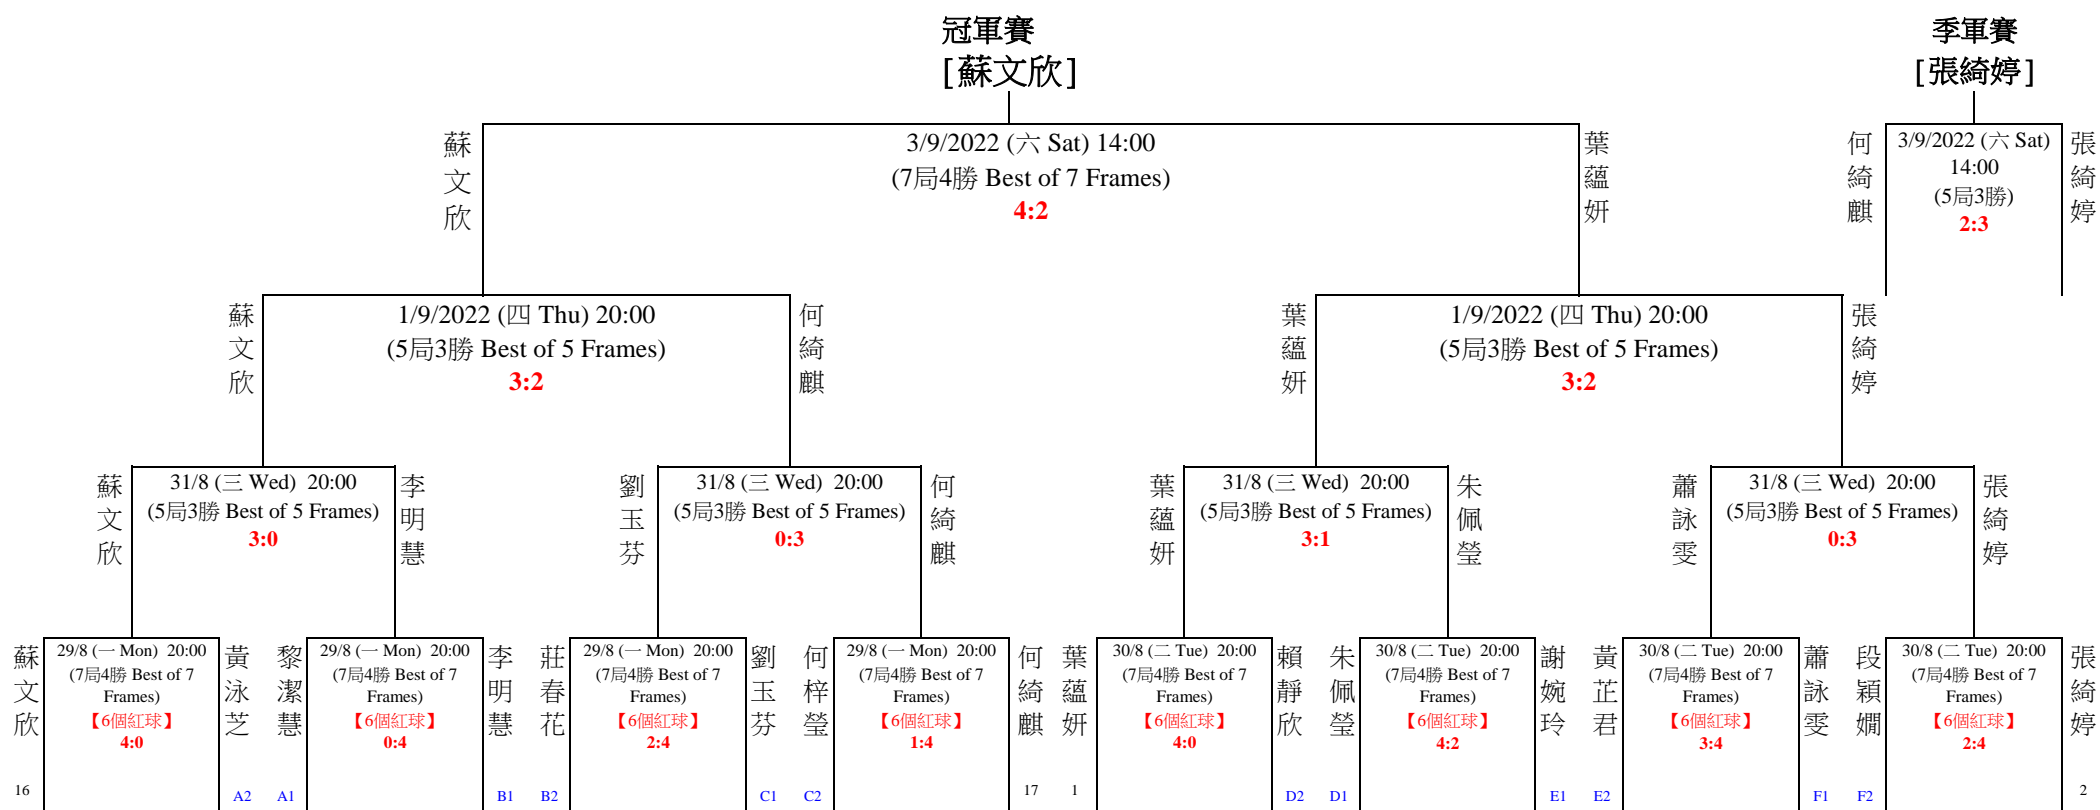 冠軍賽
[蘇文欣]
季軍賽
[張綺婷]
蘇文欣
3/9/2022 (六 Sat) 14:00
(7局4勝 Best of 7 Frames)
4:2
葉蘊妍
何綺麒
3/9/2022 (六 Sat)
14:00
(5局3勝)
2:3
張綺婷
蘇文欣
1/9/2022 (四 Thu) 20:00
(5局3勝 Best of 5 Frames)
3:2
何綺麒
葉蘊妍
1/9/2022 (四 Thu) 20:00
(5局3勝 Best of 5 Frames)
3:2
張綺婷
蘇文欣
31/8 (三 Wed) 20:00
(5局3勝 Best of 5 Frames)
3:0
李明慧
劉玉芬
31/8 (三 Wed) 20:00
(5局3勝 Best of 5 Frames)
0:3
何綺麒
葉蘊妍
31/8 (三 Wed) 20:00
(5局3勝 Best of 5 Frames)
3:1
朱佩瑩
蕭詠雯
31/8 (三 Wed) 20:00
(5局3勝 Best of 5 Frames)
0:3
張綺婷
蘇文欣
29/8 (一 Mon) 20:00
(7局4勝 Best of 7
Frames)
【6個紅球】
4:0
黃泳芝
黎潔慧
29/8 (一 Mon) 20:00
(7局4勝 Best of 7
Frames)
【6個紅球】
0:4
李明慧
莊春花
29/8 (一 Mon) 20:00
(7局4勝 Best of 7
Frames)
【6個紅球】
2:4
劉玉芬
何梓瑩
29/8 (一 Mon) 20:00
(7局4勝 Best of 7
Frames)
【6個紅球】
1:4
何綺麒
葉蘊妍
30/8 (二 Tue) 20:00
(7局4勝 Best of 7
Frames)
【6個紅球】
4:0
賴靜欣
朱佩瑩
30/8 (二 Tue) 20:00
(7局4勝 Best of 7
Frames)
【6個紅球】
4:2
謝婉玲
黃芷君
30/8 (二 Tue) 20:00
(7局4勝 Best of 7
Frames)
【6個紅球】
3:4
蕭詠雯
段穎嫺
30/8 (二 Tue) 20:00
(7局4勝 Best of 7
Frames)
【6個紅球】
2:4
張綺婷
16
A2
A1
B1
B2
C1
C2
17
1
D2
D1
E1
E2
F1
F2
2